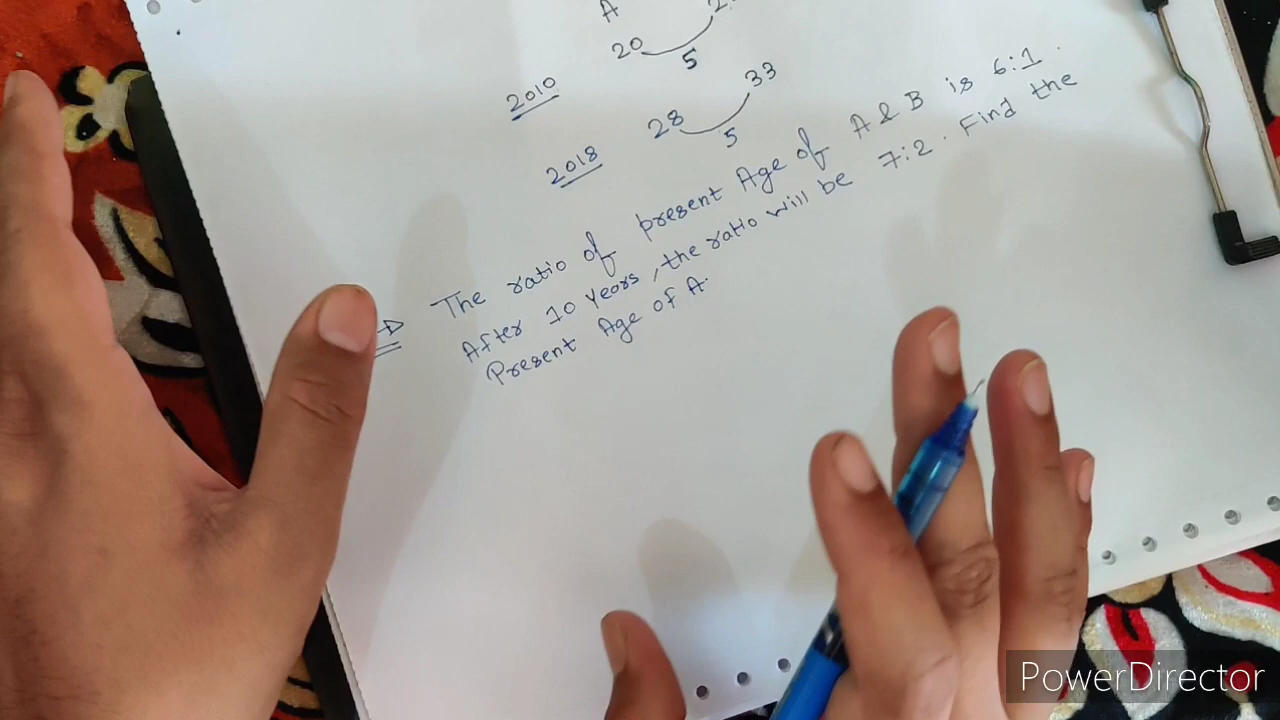 A
20
5
2010
28 33
5
2018
The ratio of present Age of A & B is 6:1.
After 10 Years, the ratio will be 7:2. Find the
Present Age of A.
PowerDirector